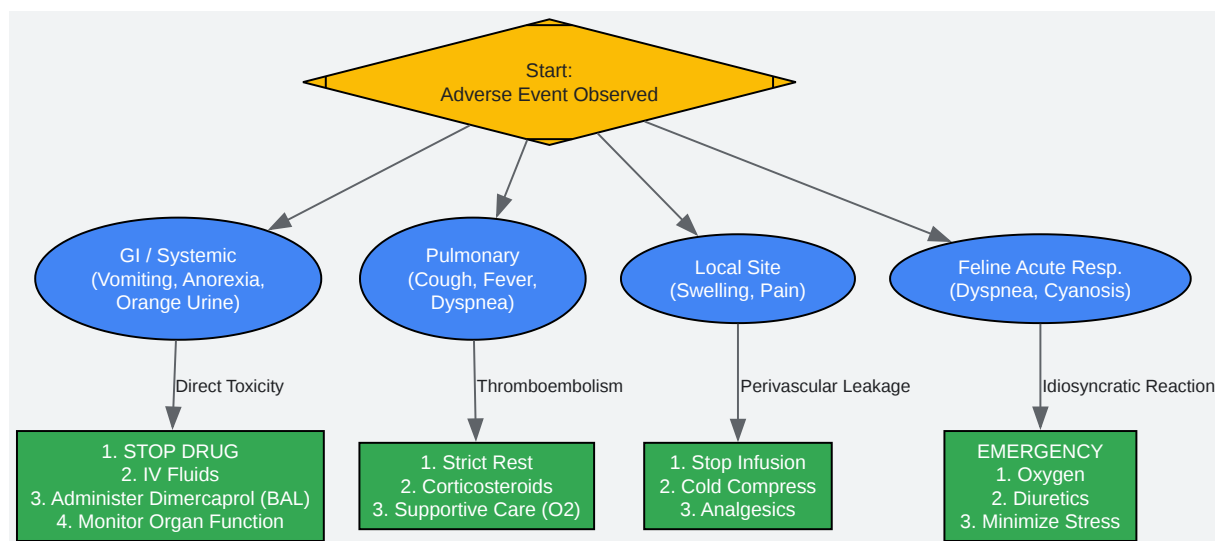 Start:
Adverse Event Observed
GI / Systemic
(Vomiting, Anorexia,
Orange Urine)
Pulmonary
(Cough, Fever,
Dyspnea)
Local Site
(Swelling, Pain)
Feline Acute Resp.
(Dyspnea, Cyanosis)
Direct Toxicity
Thromboembolism
Perivascular Leakage
Idiosyncratic Reaction
1. STOP DRUG
2. IV Fluids
3. Administer Dimercaprol (BAL)
4. Monitor Organ Function
1. Strict Rest
2. Corticosteroids
3. Supportive Care (O2)
1. Stop Infusion
2. Cold Compress
3. Analgesics
EMERGENCY
1. Oxygen
2. Diuretics
3. Minimize Stress